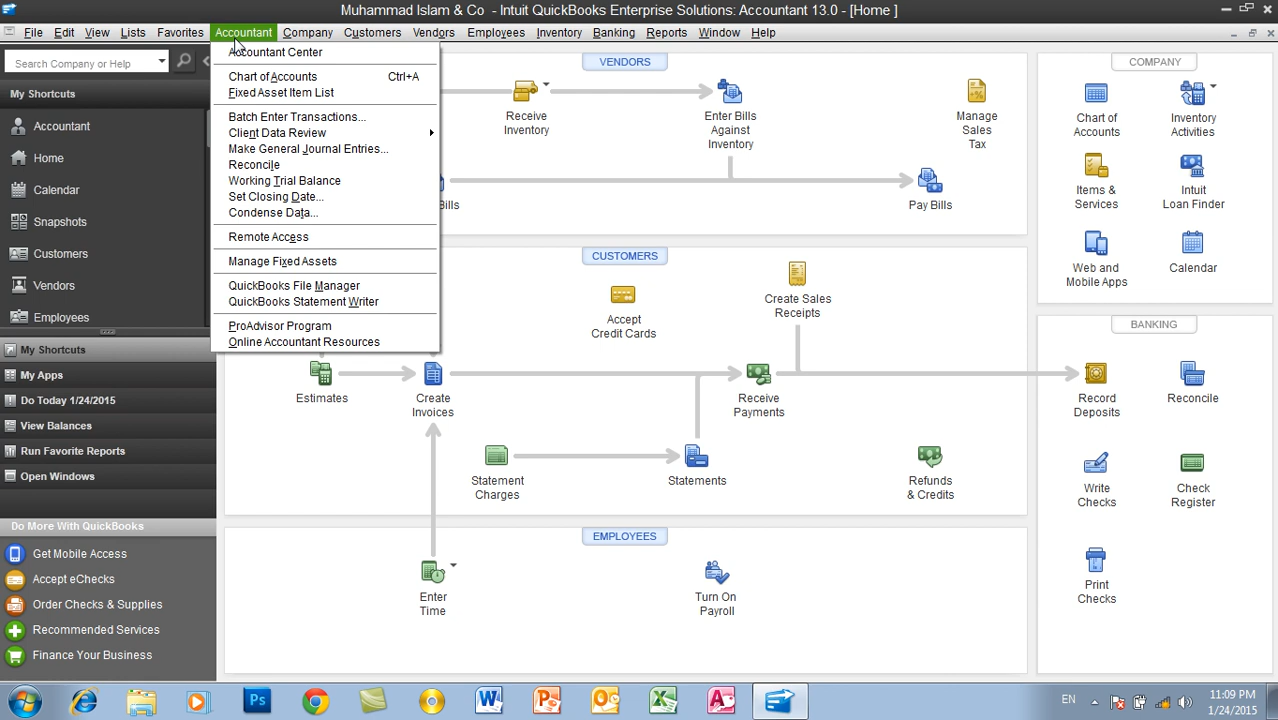 Muhammad Islam & Co - Intuit QuickBooks Enterprise Solutions: Accountant 13.0 - [Home ]
File Edit View Lists Favorites Accountant Company Customers Vendors Employees Inventory Banking Reports Window Help
Search Company or Help
My Shortcuts
Accountant
Home
Calendar
Snapshots
Customers
Vendors
Employees
My Shortcuts
My Apps
Do Today 1/24/2015
View Balances
Run Favorite Reports
Open Windows
Do More With QuickBooks
Get Mobile Access
Accept eChecks
Order Checks & Supplies
Recommended Services
Finance Your Business
Accountant Center
Chart of Accounts Ctrl+A
Fixed Asset Item List
Batch Enter Transactions...
Client Data Review
Make General Journal Entries...
Reconcile
Working Trial Balance
Set Closing Date...
Condense Data...
Remote Access
Manage Fixed Assets
QuickBooks File Manager
QuickBooks Statement Writer
ProAdvisor Program
Online Accountant Resources
VENDORS
Receive
Inventory
Enter Bills
Against
Inventory
Manage
Sales
Tax
Bills
Pay Bills
CUSTOMERS
Accept
Credit Cards
Create Sales
Receipts
Estimates
Create
Invoices
Receive
Payments
Statement
Charges
Statements
Refunds
& Credits
EMPLOYEES
Enter
Time
Turn On
Payroll
COMPANY
Chart of
Accounts
Inventory
Activities
Items &
Services
Intuit
Loan Finder
Web and
Mobile Apps
Calendar
BANKING
Record
Deposits
Reconcile
Write
Checks
Check
Register
Print
Checks
EN
11:09 PM
1/24/2015